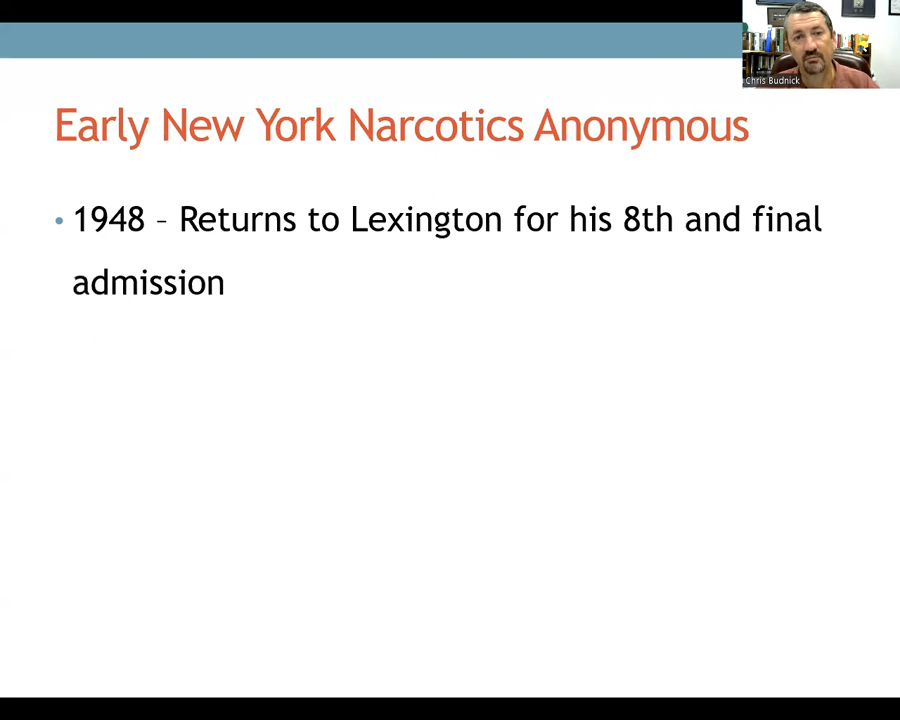 Chris Budnick
Early New York Narcotics Anonymous
• 1948 – Returns to Lexington for his 8th and final
admission